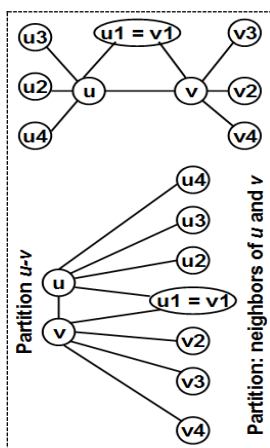 u3
u1 = v1
v3
u2
u
v
v2
u4
v4
u4
u3
u2
u
u1 = v1
v
v2
v3
v4
Partition u-v
Partition: neighbors of u and v